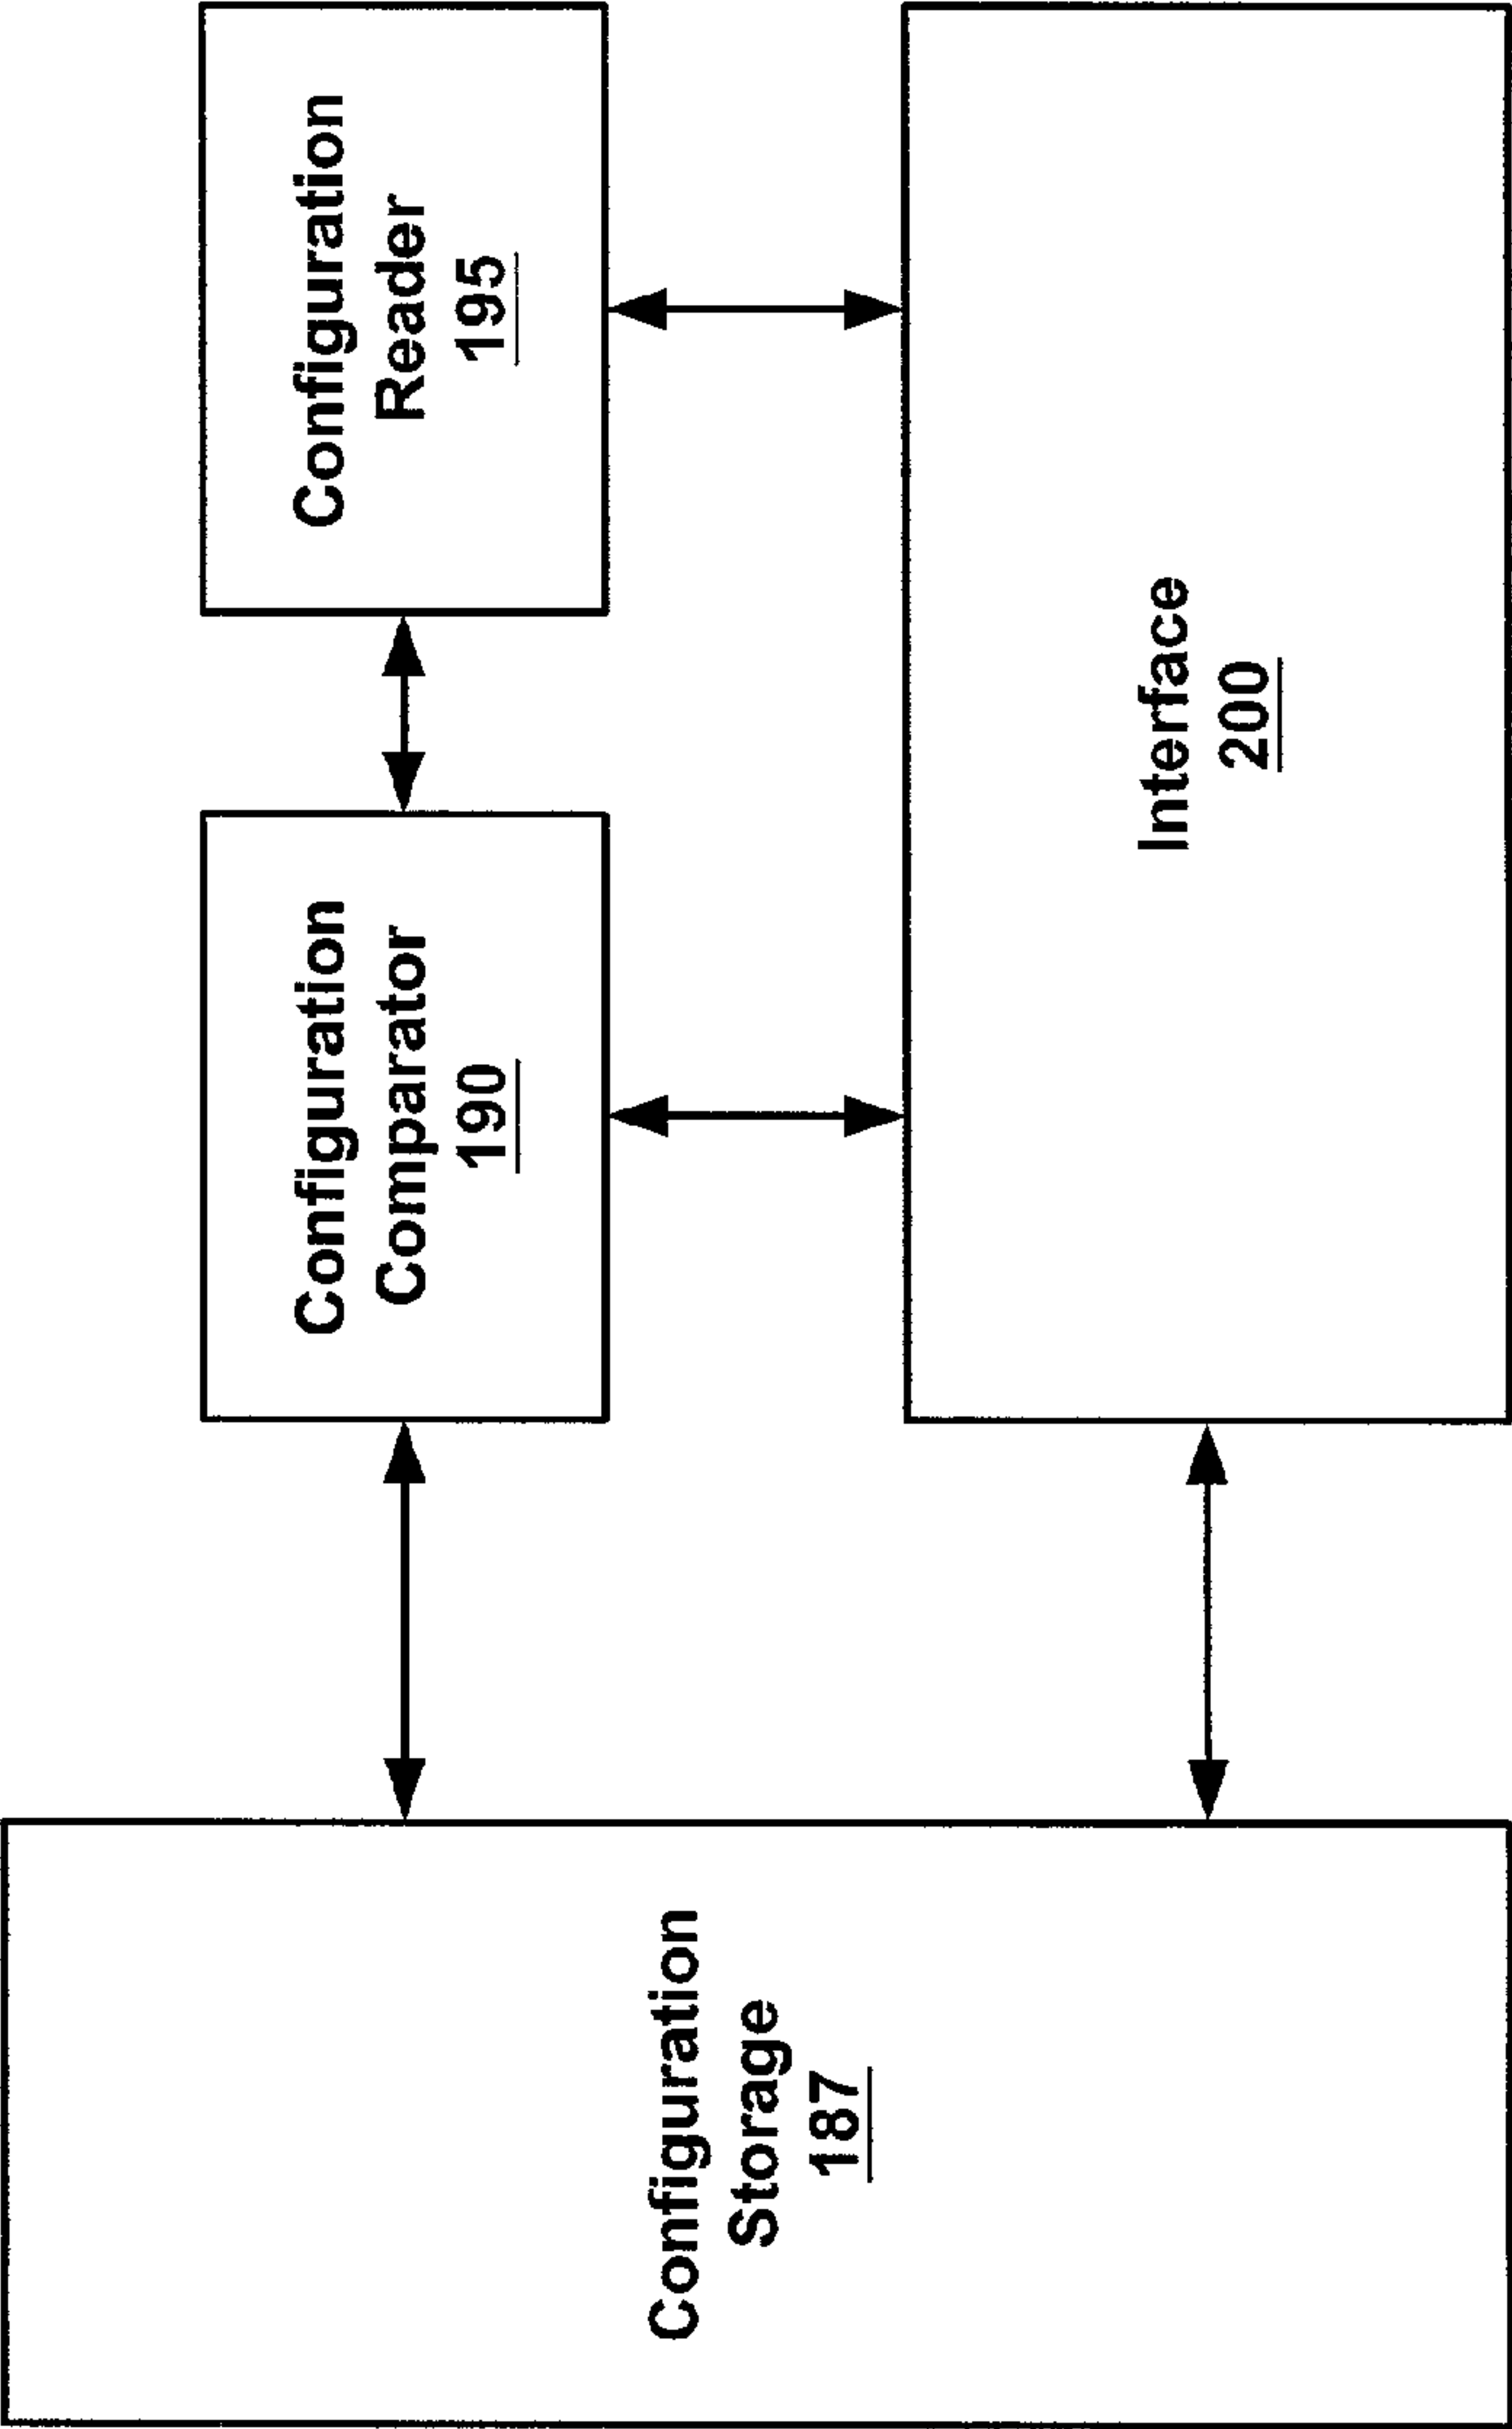 Configuration
Storage
187
Configuration
Comparator
190
Configuration
Reader
195
Interface
200